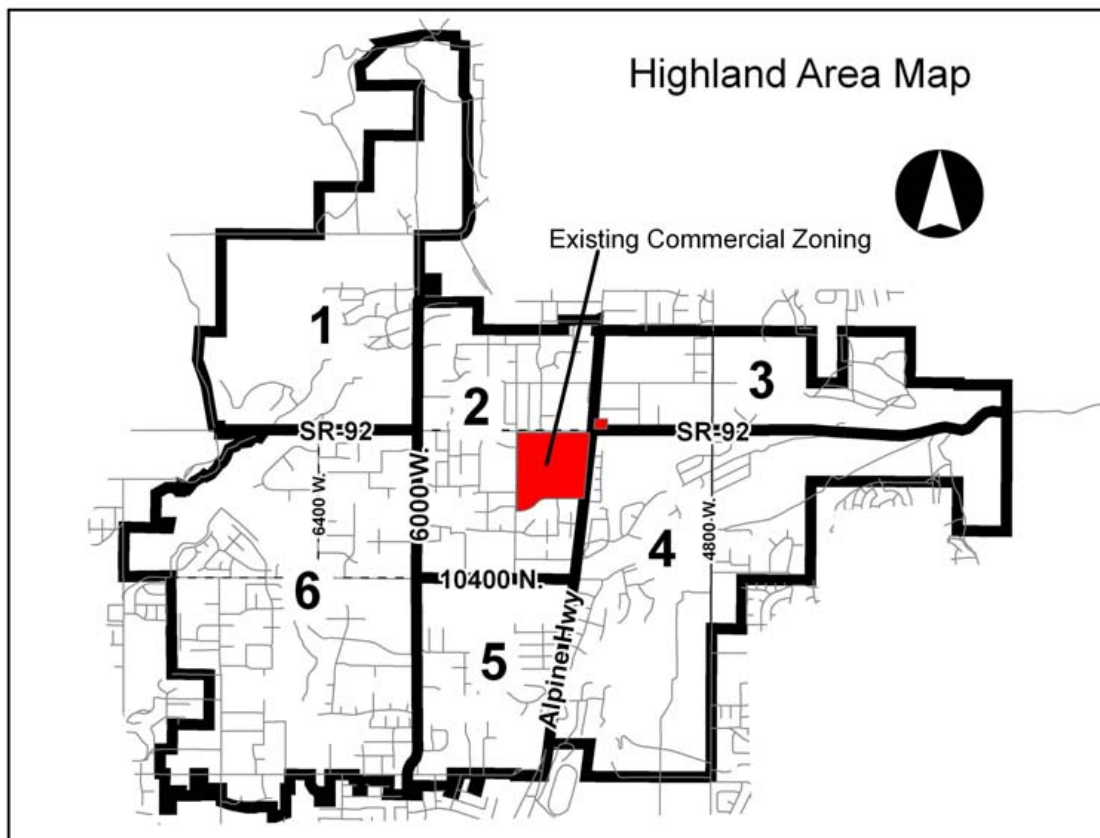 Highland Area Map
Existing Commercial Zoning
1
2
3
SR-92
SR-92
6400 W.
6000 W.
4800 W.
4
10400 N.
6
5
Alpine Hwy